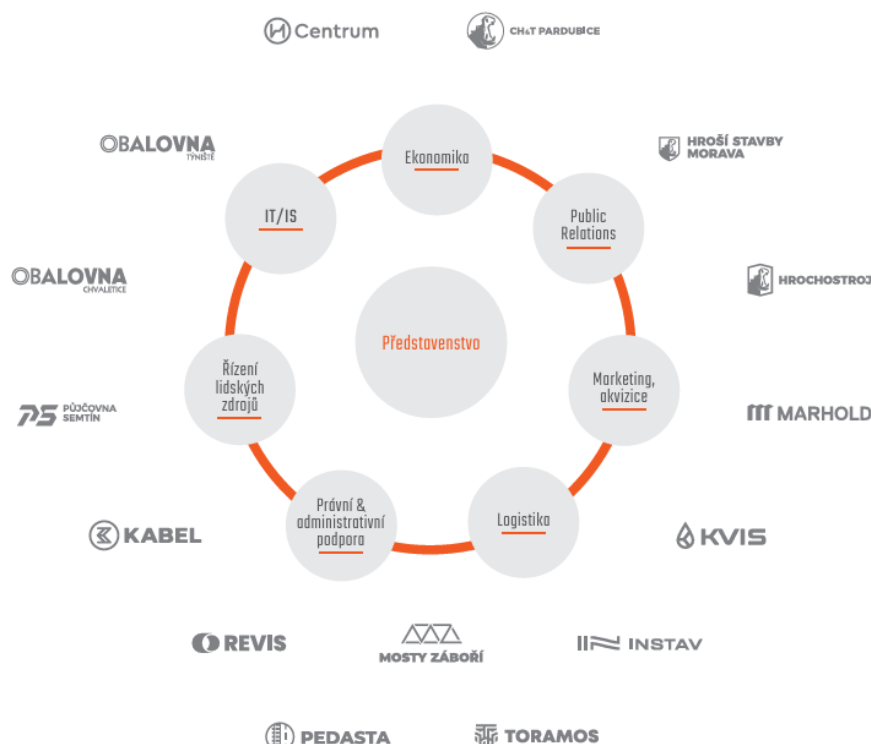 Centrum
CH&T PARDUBICE
OBALOVNA
TÝNIŠTĚ
HROŠÍ STAVBY
MORAVA
Ekonomika
IT/IS
Public
Relations
OBALOVNA
CHVALETICE
HROCHOSTROJ
Představenstvo
Řízení
lidských
zdrojů
Marketing,
akvizice
PS PŮJČOVNA
SEMTÍN
MARHOLD
Právní &
administrativní
podpora
Logistika
KABEL
KVIS
REVIS
MOSTY ZÁBOŘÍ
INSTAV
PEDASTA
TORAMOS